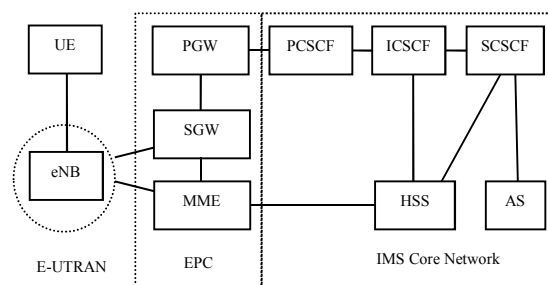 UE
PGW
PCSCF
ICSCF
SCSCF
SGW
eNB
MME
HSS
AS
E-UTRAN
EPC
IMS Core Network